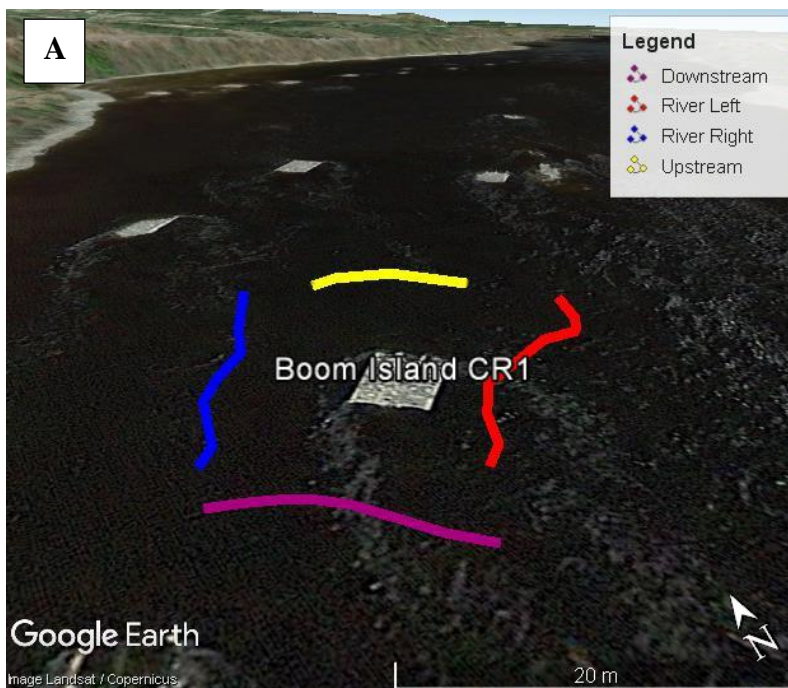 A
Legend
Downstream
River Left
River Right
Upstream
Boom Island CR1
Google Earth
Image Landsat / Copernicus
20 m
N